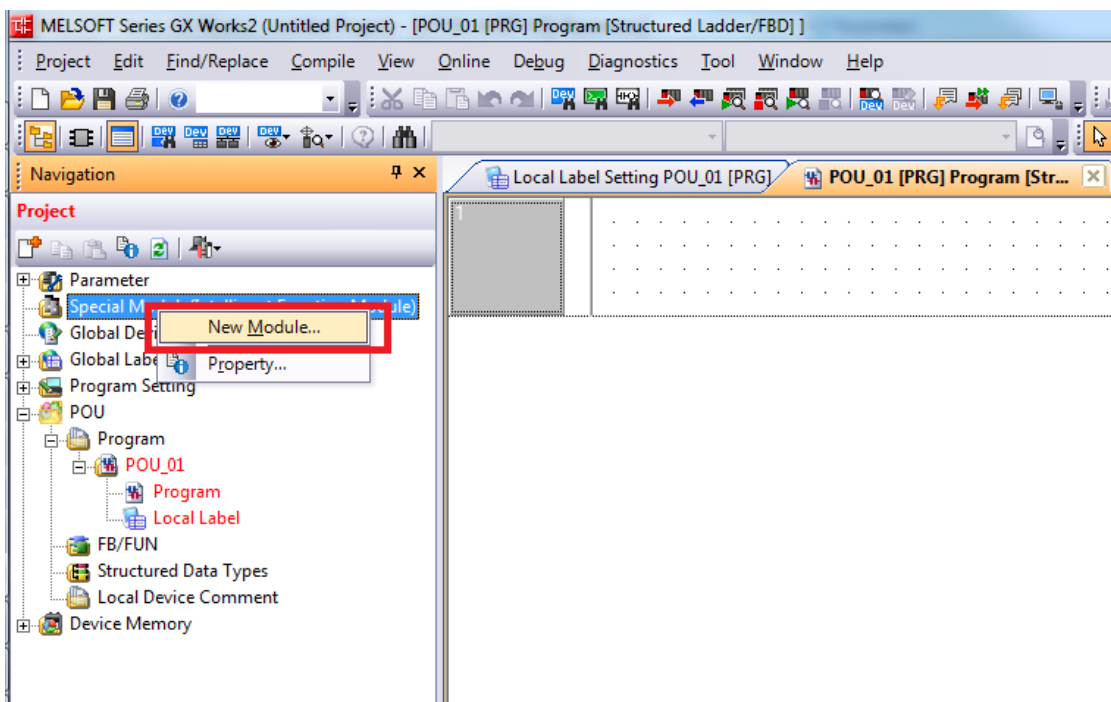 MELSOFT Series GX Works2 (Untitled Project) - [POU_01 [PRG] Program [Structured Ladder/FBD] ]
Project Edit Find/Replace Compile View Online Debug Diagnostics Tool Window Help
Navigation
Local Label Setting POU_01 [PRG]
POU_01 [PRG] Program [Str...
Project
1
Parameter
Special M
ule)
New Module...
Global Dev
Global Labe
Property...
Program Setting
POU
Program
POU_01
Program
Local Label
FB/FUN
Structured Data Types
Local Device Comment
Device Memory